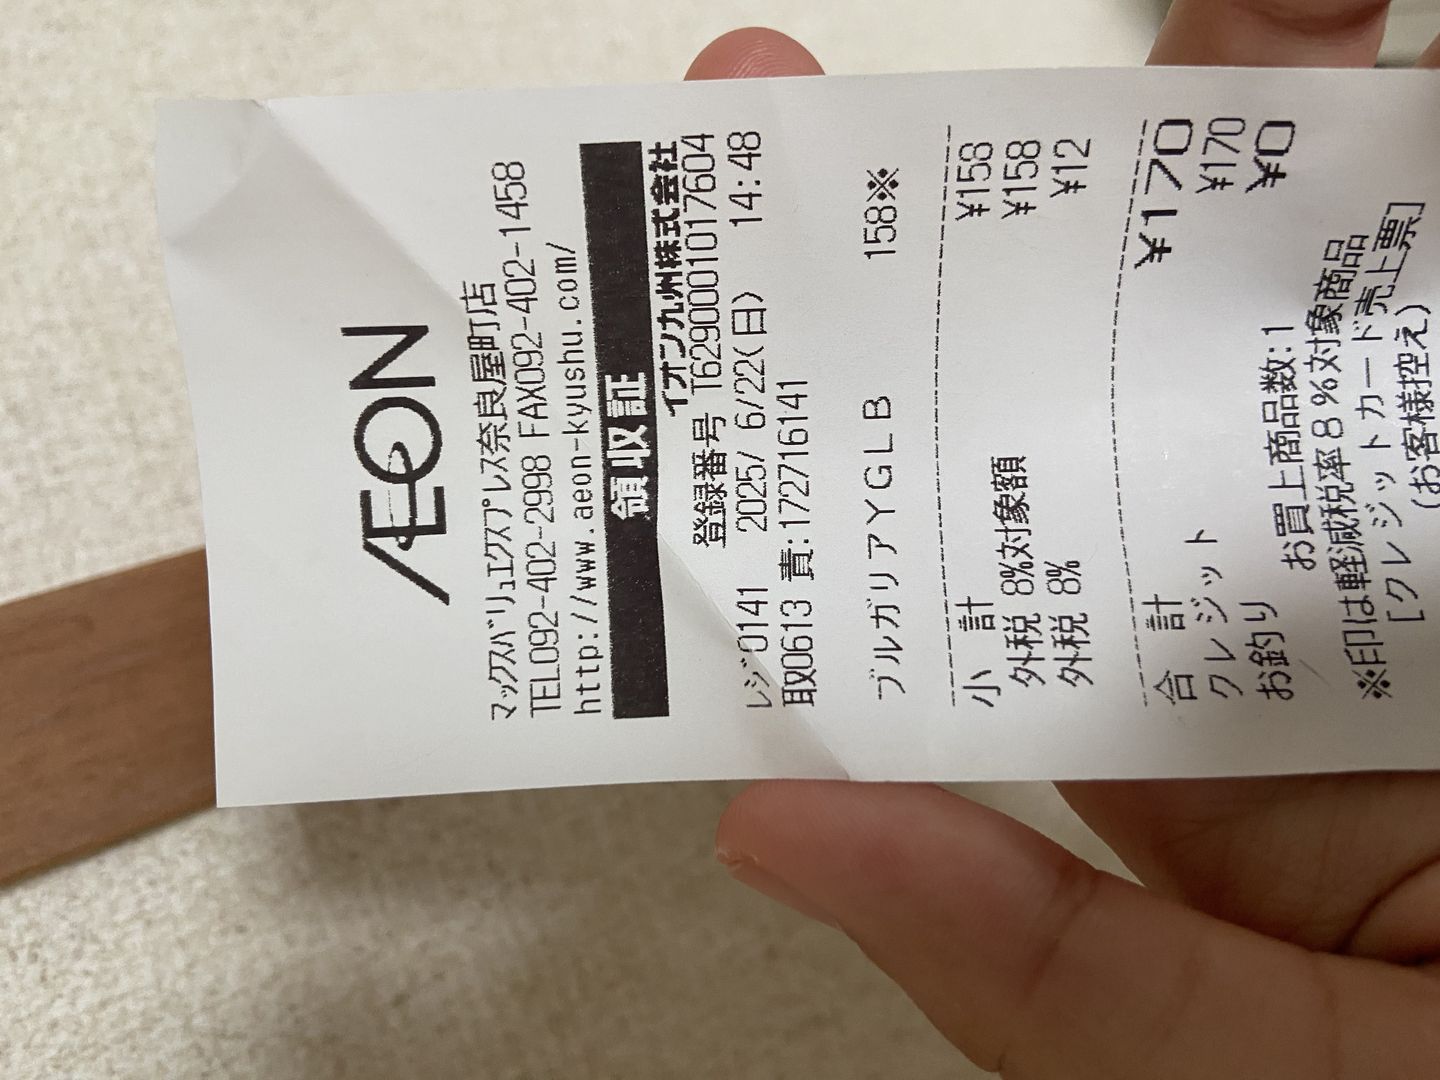 ÆON
マックスバリュエクスプレス奈良屋町店
TEL092-402-2998 FAX092-402-1458
http://www.aeon-kyushu.com/
領収証
イオン九州株式会社
登録番号 T6290001017604
レジ0141 2025/ 6/22(日) 14:48
取0613 責:172716141
ブルガリアYGLB 158※
小 計 ¥158
外税 8%対象額 ¥158
外税 8% ¥12
合 計 ¥170
クレジット ¥170
お釣り ¥0
お買上商品数:1
※印は軽減税率8%対象商品
[クレジットカード売上票]
(お客様控え)